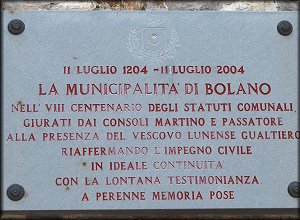 11 LUGLIO 1204 - 11 LUGLIO 2004
LA MUNICIPALITA' DI BOLANO
NELL' VIII CENTENARIO DEGLI STATUTI COMUNALI
GIURATI DAI CONSOLI MARTINO E PASSATORE
ALLA PRESENZA DEL VESCOVO LUNENSE GUALTIERO
RIAFFERMANDO L'IMPEGNO CIVILE
IN IDEALE CONTINUITA
CON LA LONTANA TESTIMONIANZA
A PERENNE MEMORIA POSE